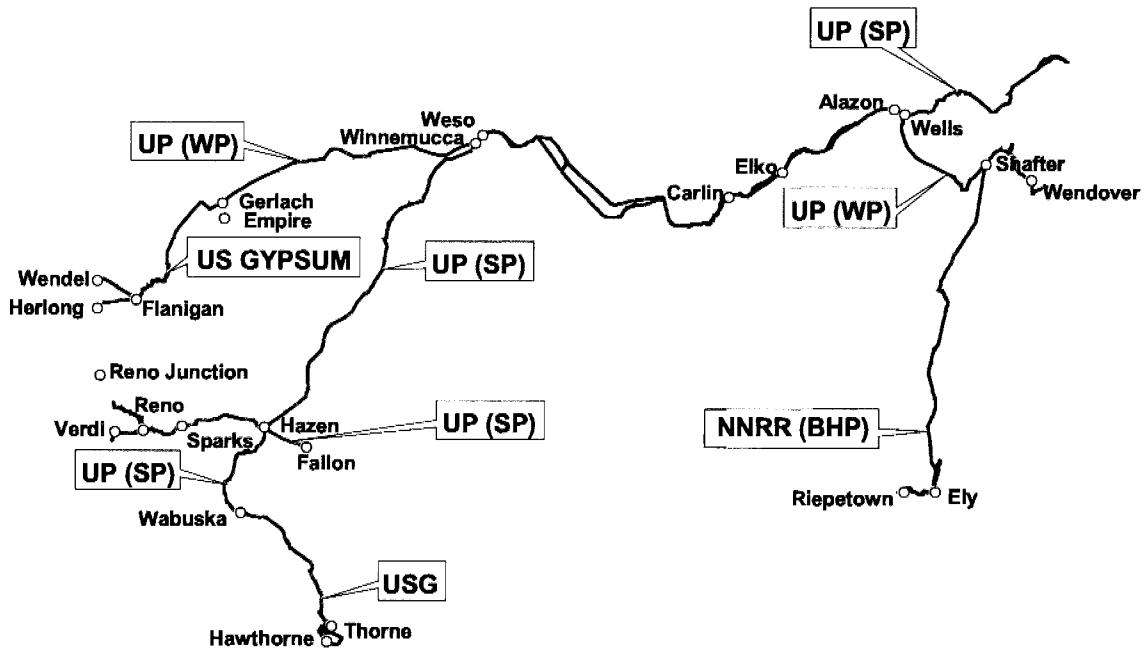 UP (SP)
Alazon
Wells
Weso
Winnemucca
UP (WP)
Elko
Shafter
Carlin
Wendover
UP (WP)
Gerlach
Empire
US GYPSUM
UP (SP)
Wendel
Herlong
Flanigan
Reno Junction
Reno
Verdi
Sparks
Hazen
UP (SP)
Fallon
NNRR (BHP)
UP (SP)
Riepetown
Ely
Wabuska
USG
Thorne
Hawthorne